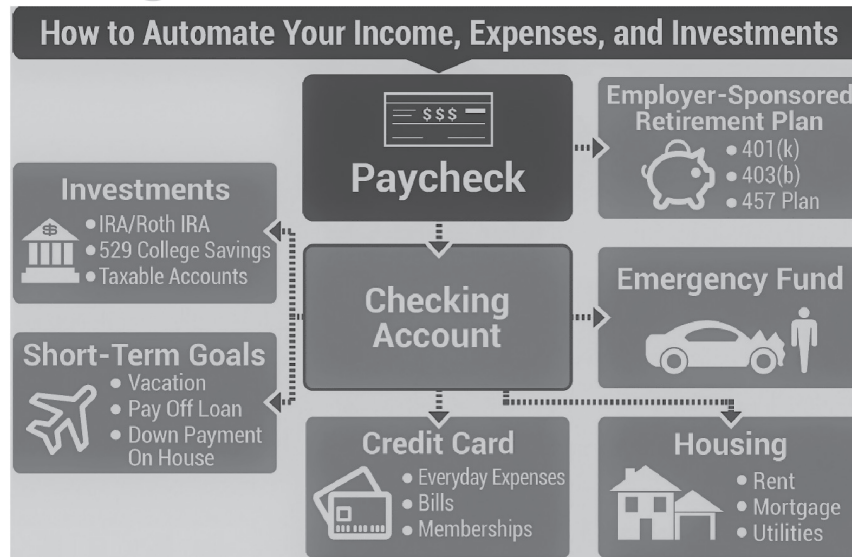 How to Automate Your Income, Expenses, and Investments
$$$
Paycheck
Employer-Sponsored
Retirement Plan
• 401(k)
• 403(b)
• 457 Plan
Investments
$
• IRA/Roth IRA
• 529 College Savings
• Taxable Accounts
Checking
Account
Emergency Fund
Short-Term Goals
• Vacation
• Pay Off Loan
• Down Payment
On House
Credit Card
• Everyday Expenses
• Bills
• Memberships
Housing
• Rent
• Mortgage
• Utilities